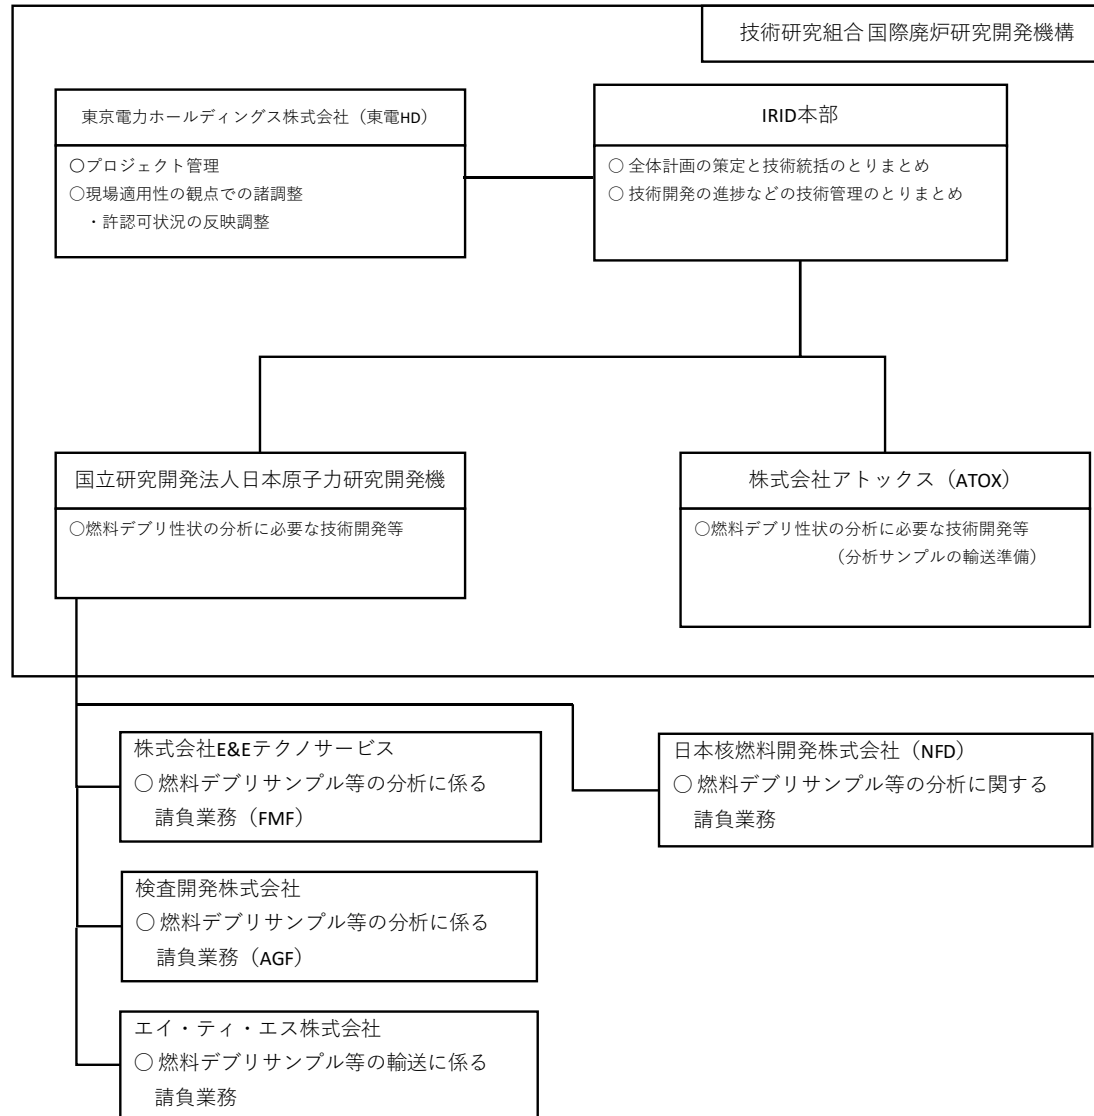 技術研究組合 国際廃炉研究開発機構
東京電力ホールディングス株式会社（東電HD）
○プロジェクト管理
○現場適用性の観点での諸調整
・許認可状況の反映調整
IRID本部
○ 全体計画の策定と技術統括のとりまとめ
○ 技術開発の進捗などの技術管理のとりまとめ
国立研究開発法人日本原子力研究開発機
○燃料デブリ性状の分析に必要な技術開発等
株式会社アトックス（ATOX）
○燃料デブリ性状の分析に必要な技術開発等
（分析サンプルの輸送準備）
株式会社E&Eテクノサービス
○ 燃料デブリサンプル等の分析に係る
請負業務（FMF）
日本核燃料開発株式会社（NFD）
○ 燃料デブリサンプル等の分析に関する
請負業務
検査開発株式会社
○ 燃料デブリサンプル等の分析に係る
請負業務（AGF）
エイ・ティ・エス株式会社
○ 燃料デブリサンプル等の輸送に係る
請負業務